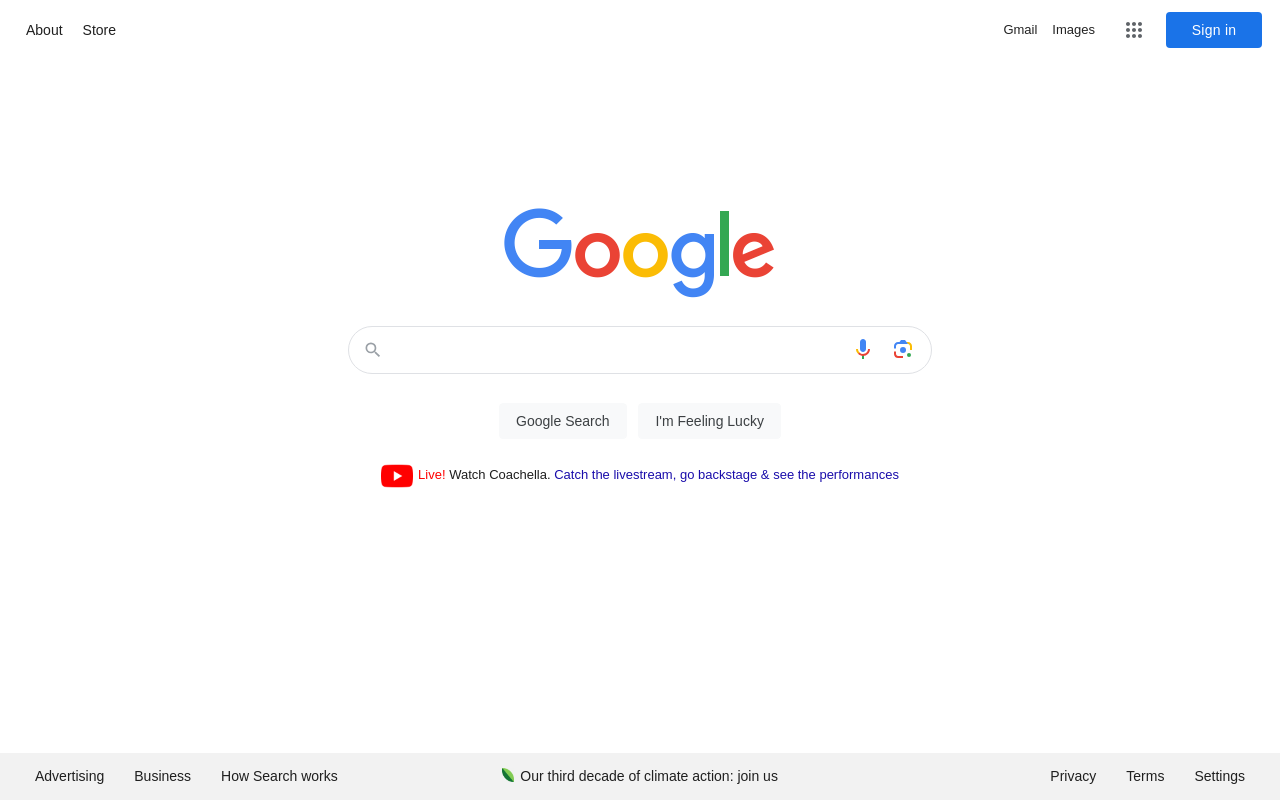 About Store Gmail Images Sign in
Google
Google Search I'm Feeling Lucky
Live! Watch Coachella. Catch the livestream, go backstage & see the performances
Advertising Business How Search works Our third decade of climate action: join us Privacy Terms Settings